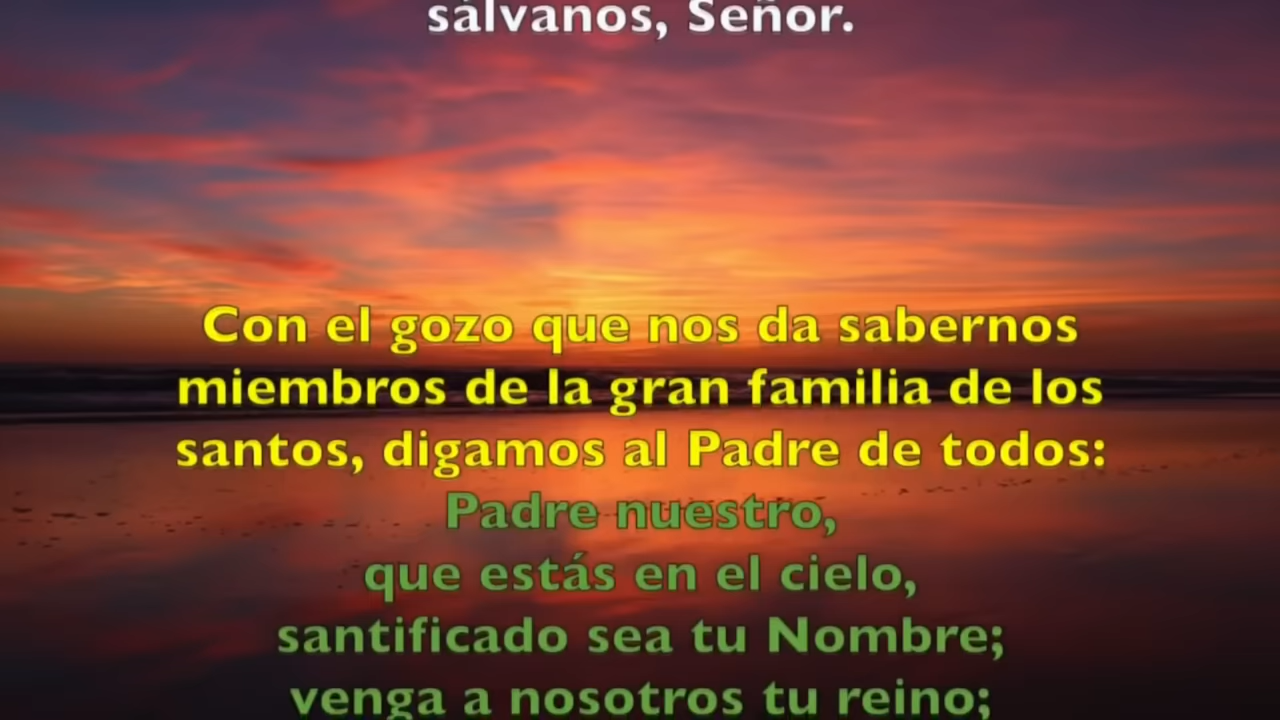 sálvanos, Señor.
Con el gozo que nos da sabernos
miembros de la gran familia de los
santos, digamos al Padre de todos:
Padre nuestro,
que estás en el cielo,
santificado sea tu Nombre;
venga a nosotros tu reino;